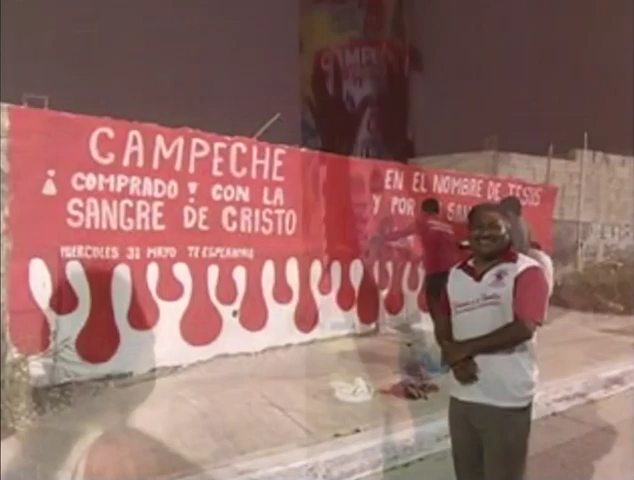 CAMPECHE
¡COMPRADO! CON LA
SANGRE DE CRISTO
MIERCOLES 31 MAYO TE ESPERAMOS
EN EL NOMBRE DE JESUS
Y POR